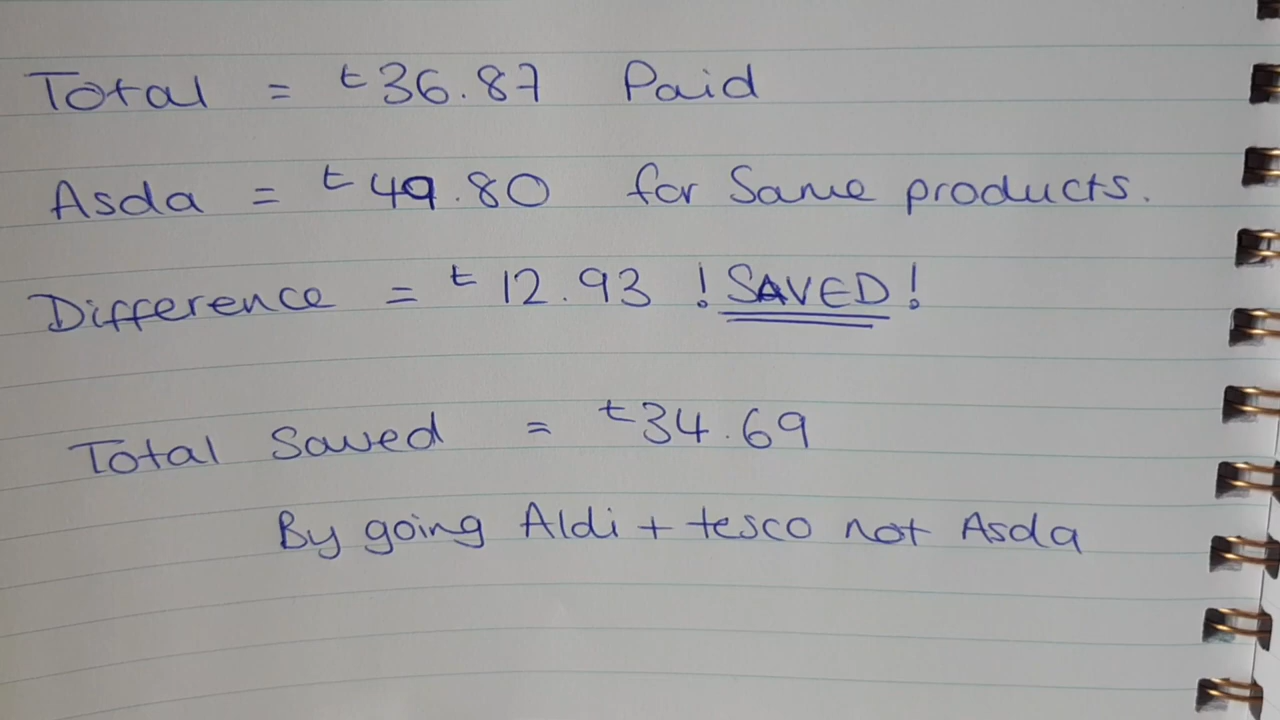 Total = £36.87 Paid
Asda = £49.80 for Same products.
Difference = £12.93 ! SAVED !
Total Saved = £34.69
By going Aldi + tesco not Asda